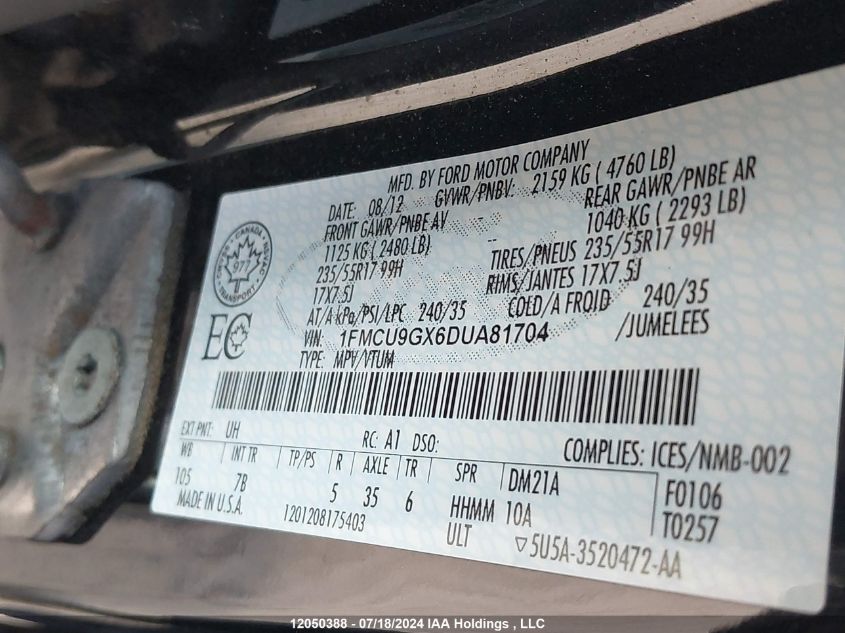 MFD. BY FORD MOTOR COMPANY
DATE: 08/12 GVWR/PNBV: 2159 KG ( 4760 LB)
FRONT GAWR/PNBE AV REAR GAWR/PNBE AR
1125 KG ( 2480 LB) 1040 KG ( 2293 LB)
235/55R17 99H TIRES/PNEUS 235/55R17 99H
17X7.5J RIMS/JANTES 17X7.5J
AT/A kPa/PSI/LPC 240/35 COLD/A FROID 240/35
VIN: 1FMCU9GX6DUA81704 /JUMELEES
TYPE: MPV/VTUM
CANADA
977
TRANSPORT
EC
EXT PNT: UH RC: A1 DSO: COMPLIES: ICES/NMB-002
WB INT TR TP/PS R AXLE TR SPR DM21A F0106
105 7B 5 35 6 HHMM 10A T0257
MADE IN U.S.A. 1201208175403 ULT ▽5U5A-3520472-AA
12050388 - 07/18/2024 IAA Holdings , LLC